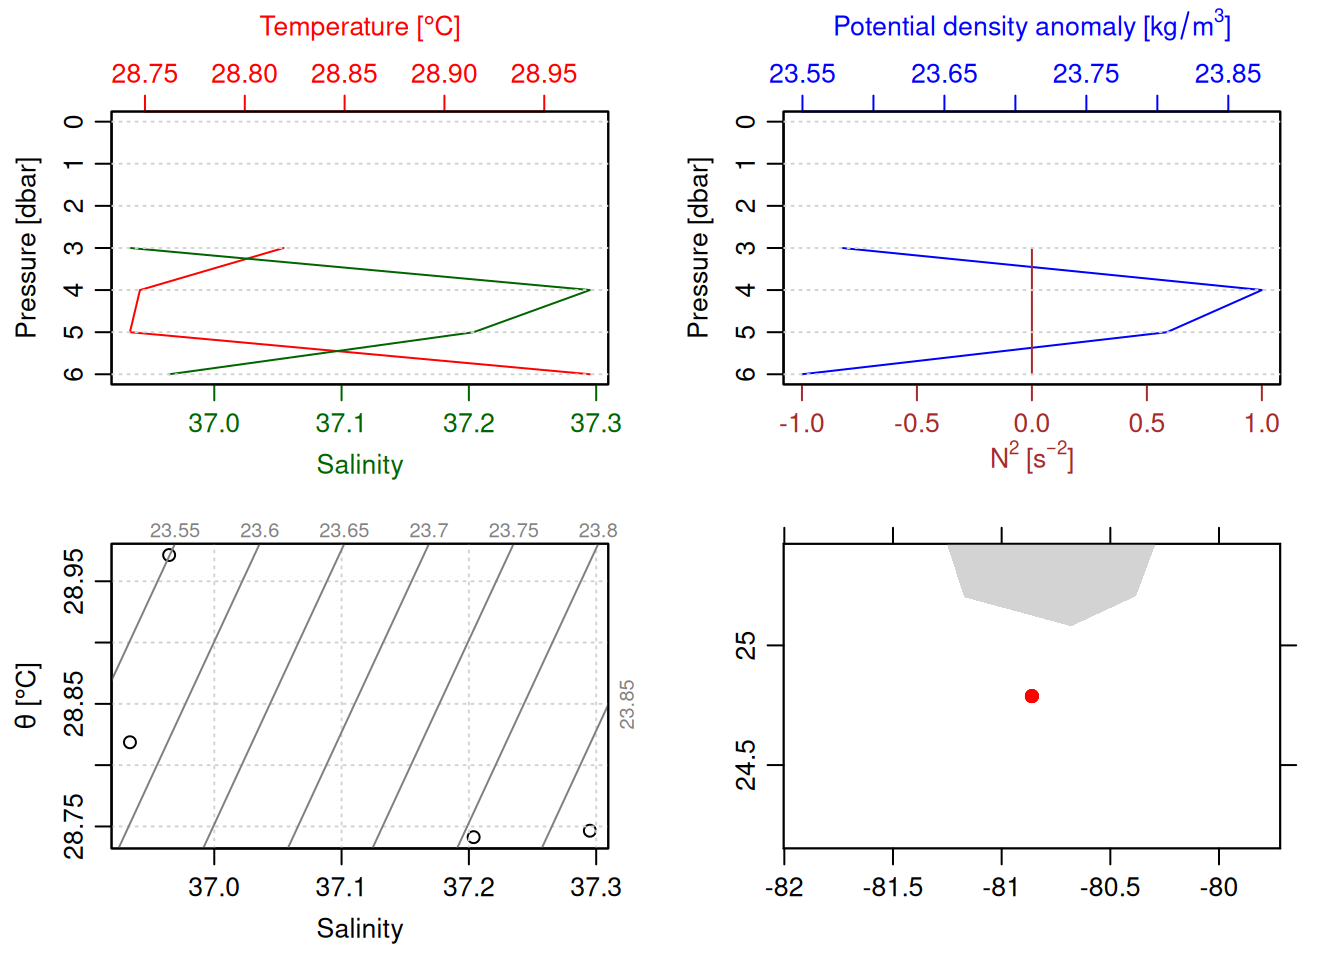 Temperature [°C]
28.75 28.80 28.85 28.90 28.95
Pressure [dbar]
0
1
2
3
4
5
6
37.0 37.1 37.2 37.3
Salinity
Potential density anomaly [kg/m³]
23.55 23.65 23.75 23.85
Pressure [dbar]
0
1
2
3
4
5
6
-1.0 -0.5 0.0 0.5 1.0
N² [s⁻²]
23.55 23.6 23.65 23.7 23.75 23.8
23.85
θ [°C]
28.95
28.85
28.75
37.0 37.1 37.2 37.3
Salinity
25
24.5
-82 -81.5 -81 -80.5 -80